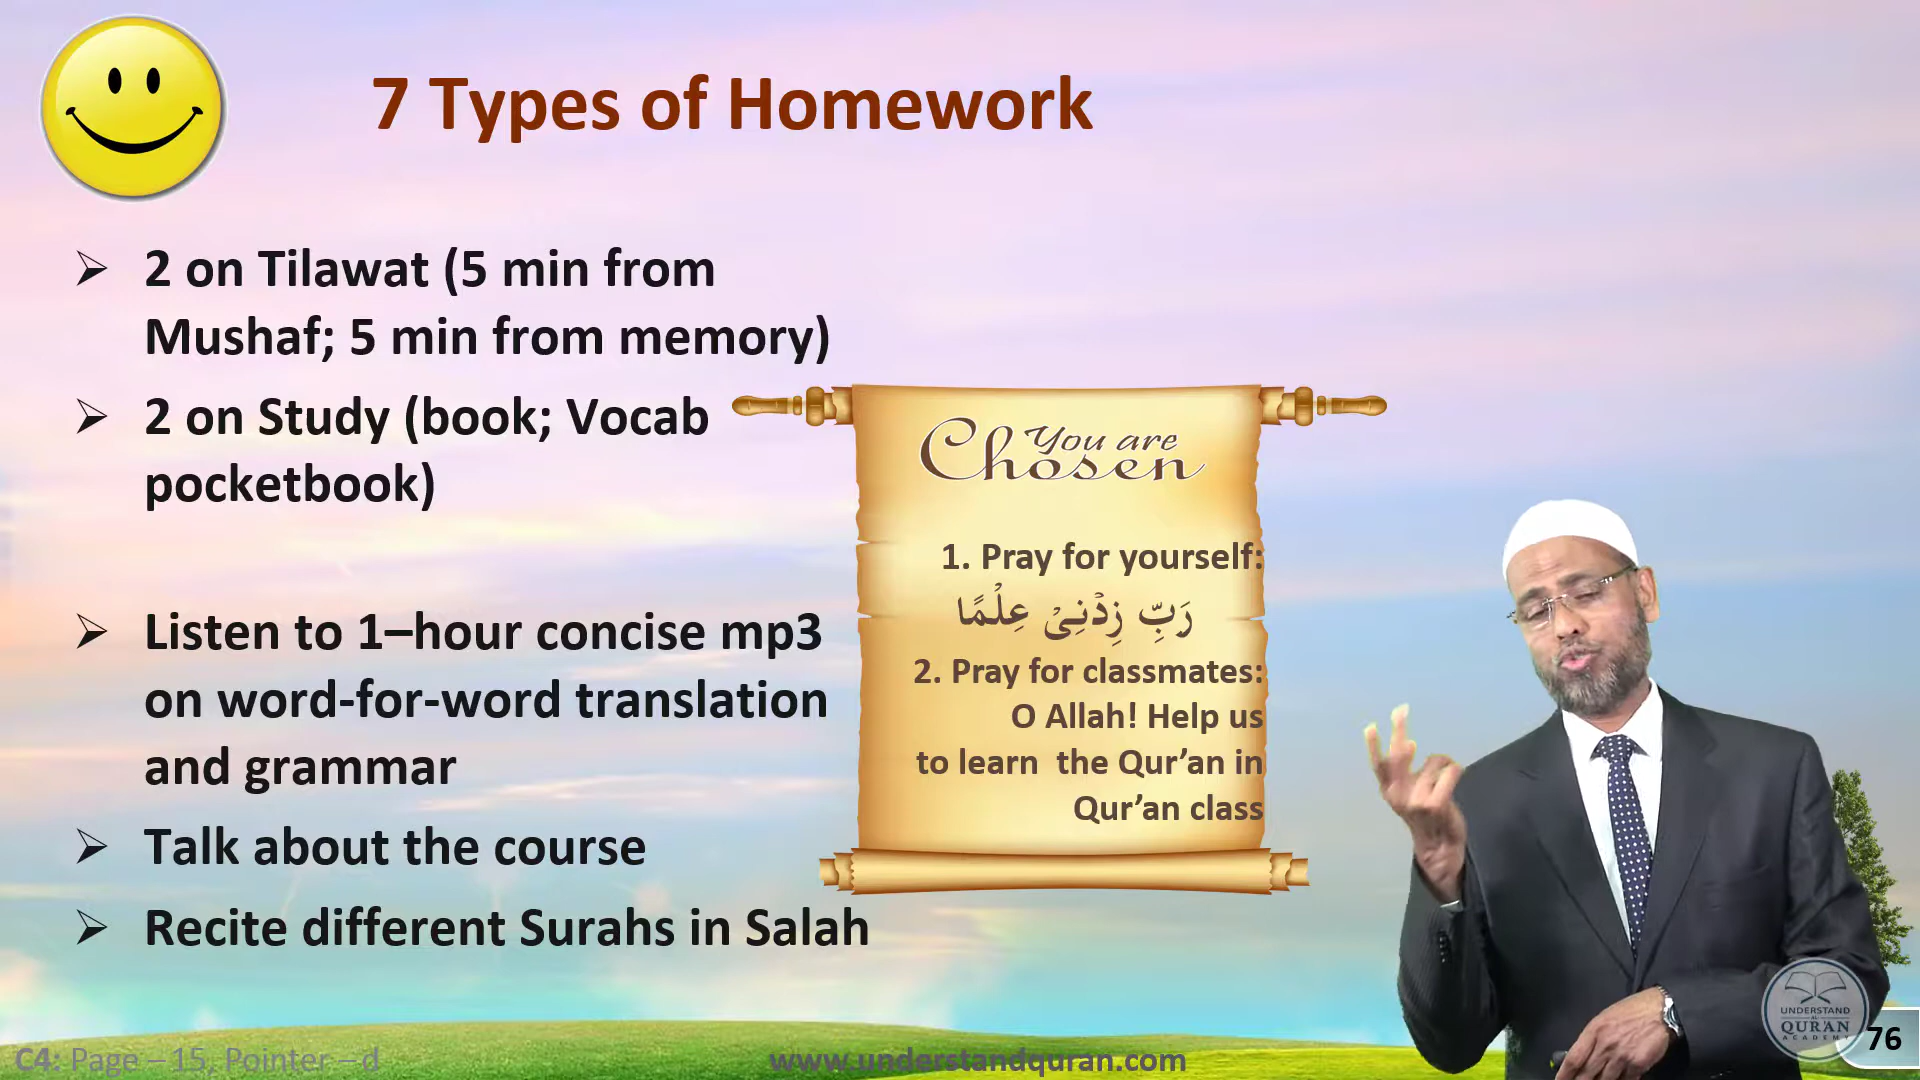 7 Types of Homework
➢ 2 on Tilawat (5 min from
Mushaf; 5 min from memory)
➢ 2 on Study (book; Vocab
pocketbook)
➢ Listen to 1–hour concise mp3
on word-for-word translation
and grammar
➢ Talk about the course
➢ Recite different Surahs in Salah
You are
Chosen
1. Pray for yourself:
رَبِّ زِدْنِیْ عِلْمًا
2. Pray for classmates:
O Allah! Help us
to learn the Qur’an in
Qur’an class
UNDERSTAND
AL
QURAN
ACADEMY
76
C4: Page – 15, Pointer – d
www.understandquran.com